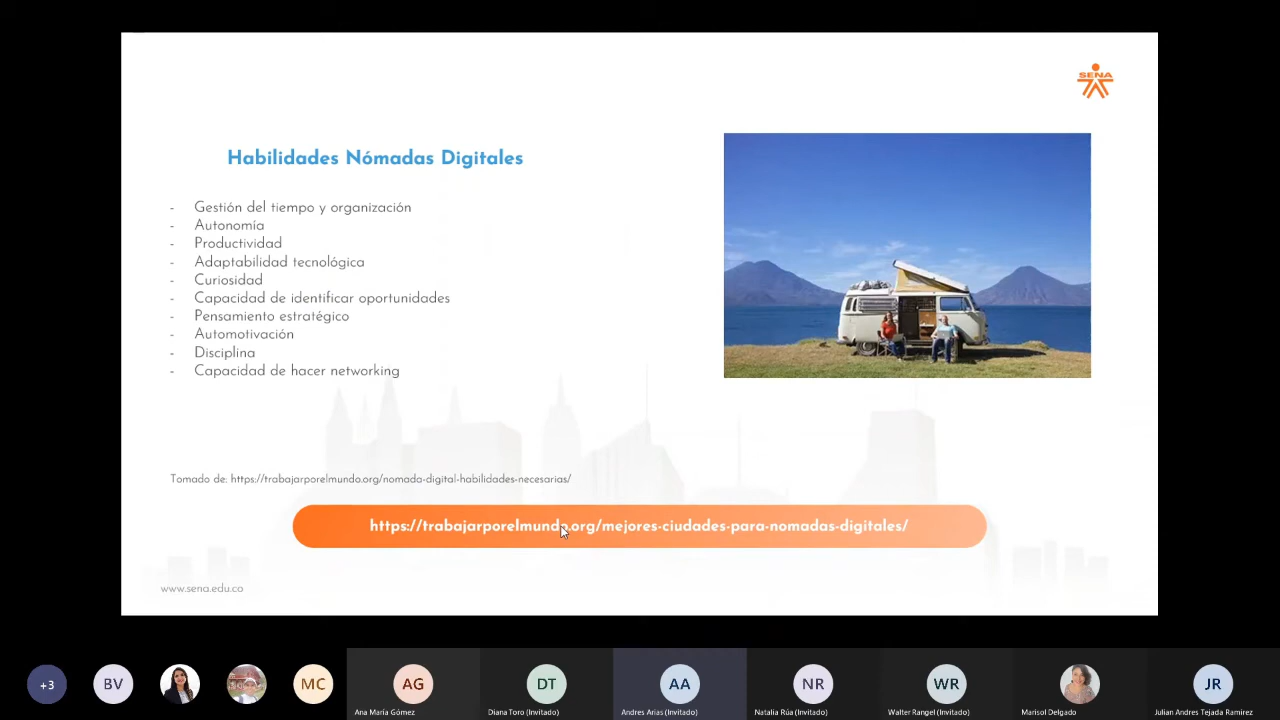 SENA
Habilidades Nómadas Digitales
- Gestión del tiempo y organización
- Autonomía
- Productividad
- Adaptabilidad tecnológica
- Curiosidad
- Capacidad de identificar oportunidades
- Pensamiento estratégico
- Automotivación
- Disciplina
- Capacidad de hacer networking
Tomado de: https://trabajarporelmundo.org/nomada-digital-habilidades-necesarias/
https://trabajarporelmundo.org/mejores-ciudades-para-nomadas-digitales/
www.sena.edu.co
+3
BV
MC
AG
DT
AA
NR
WR
JR
Ana María Gómez
Diana Toro (Invitado)
Andres Arias (Invitado)
Natalia Rúa (Invitado)
Walter Rangel (Invitado)
Marisol Delgado
Julian Andres Tejada Ramirez